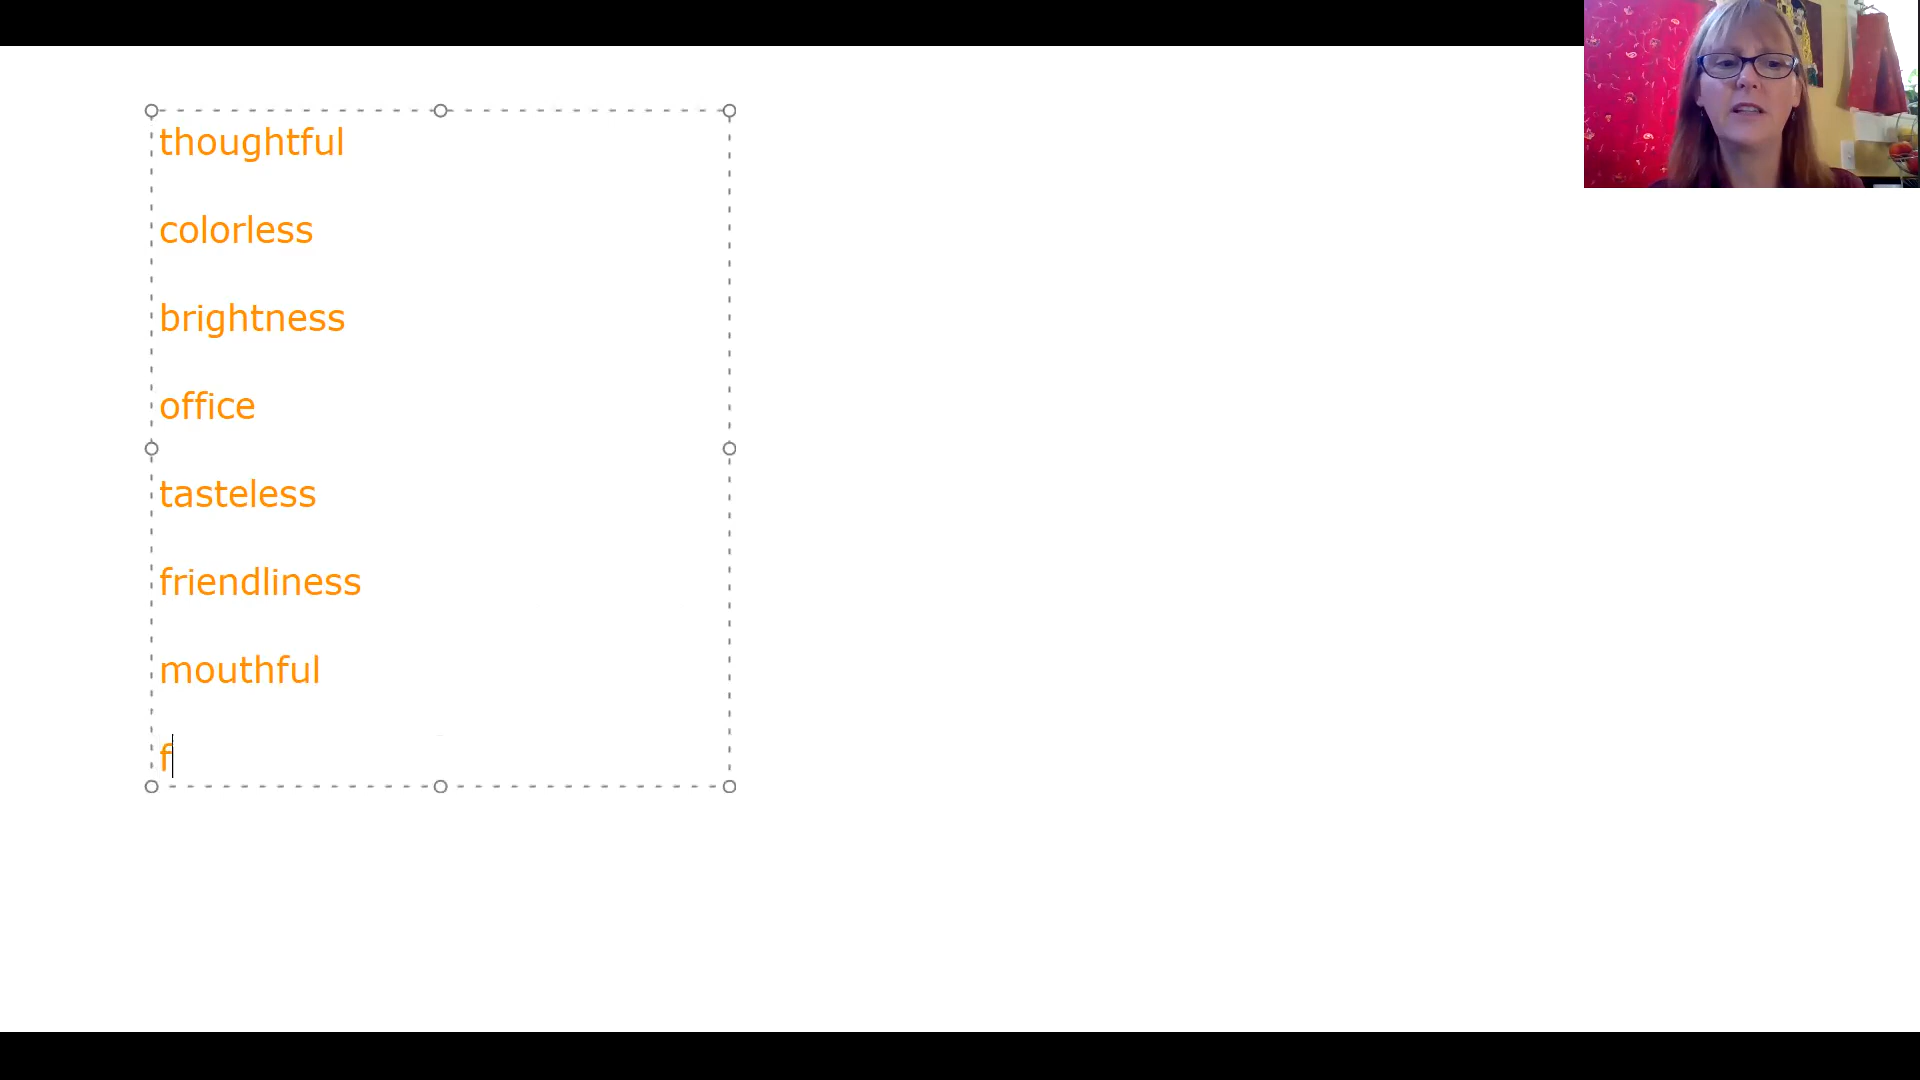 thoughtful
colorless
brightness
office
tasteless
friendliness
mouthful
f